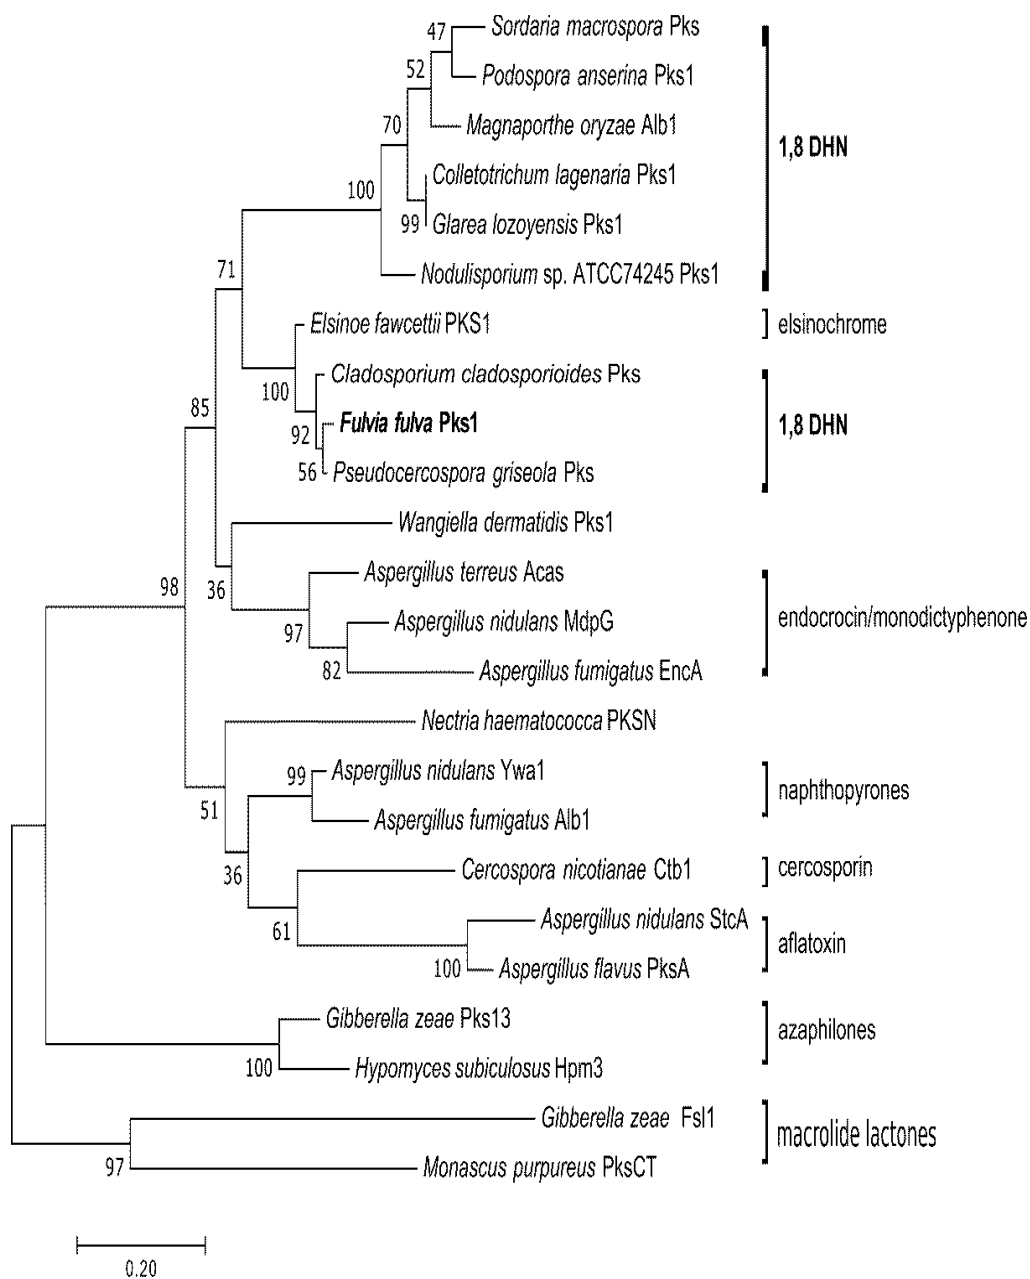 47
Sordaria macrospora Pks
52
Podospora anserina Pks1
70
Magnaporthe oryzae Alb1
1,8 DHN
100
Colletotrichum lagenaria Pks1
99
Glarea lozoyensis Pks1
71
Nodulisporium sp. ATCC74245 Pks1
Elsinoe fawcettii PKS1
elsinochrome
100
Cladosporium cladosporioides Pks
85
92
Fulvia fulva Pks1
1,8 DHN
56
Pseudocercospora griseola Pks
Wangiella dermatidis Pks1
98
36
Aspergillus terreus Acas
97
Aspergillus nidulans MdpG
endocrocin/monodictyphenone
82
Aspergillus fumigatus EncA
Nectria haematococca PKSN
51
99
Aspergillus nidulans Ywa1
naphthopyrones
Aspergillus fumigatus Alb1
36
Cercospora nicotianae Ctb1
cercosporin
61
Aspergillus nidulans StcA
aflatoxin
100
Aspergillus flavus PksA
Gibberella zeae Pks13
azaphilones
100
Hypomyces subiculosus Hpm3
Gibberella zeae Fsl1
macrolide lactones
97
Monascus purpureus PksCT
0.20